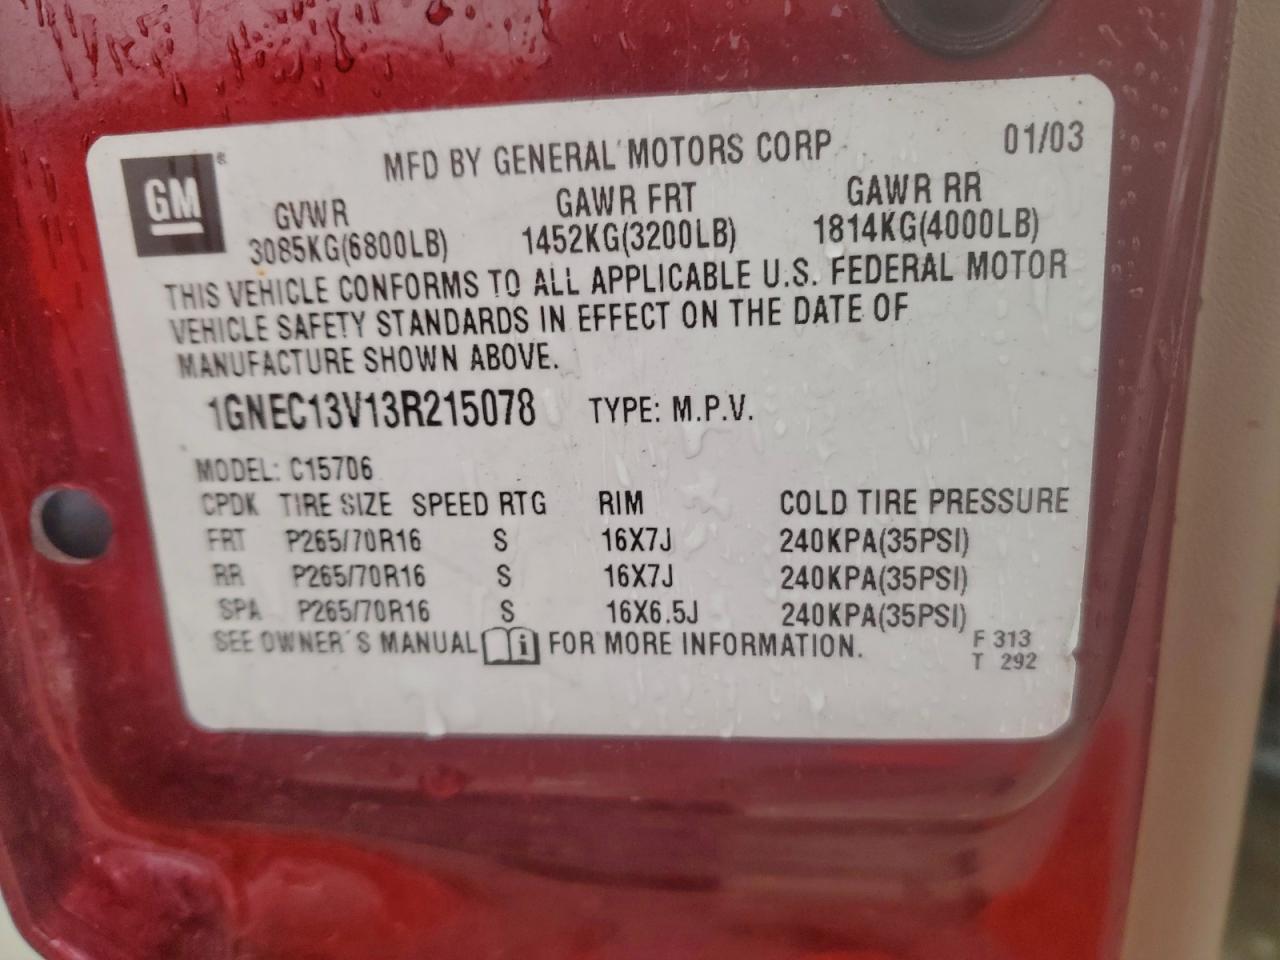 GM ®
MFD BY GENERAL MOTORS CORP 01/03
GVWR GAWR FRT GAWR RR
3085KG(6800LB) 1452KG(3200LB) 1814KG(4000LB)
THIS VEHICLE CONFORMS TO ALL APPLICABLE U.S. FEDERAL MOTOR
VEHICLE SAFETY STANDARDS IN EFFECT ON THE DATE OF
MANUFACTURE SHOWN ABOVE.
1GNEC13V13R215078 TYPE: M.P.V.
MODEL: C15706
CPDK TIRE SIZE SPEED RTG RIM COLD TIRE PRESSURE
FRT P265/70R16 S 16X7J 240KPA(35PSI)
RR P265/70R16 S 16X7J 240KPA(35PSI)
SPA P265/70R16 S 16X6.5J 240KPA(35PSI)
SEE OWNER'S MANUAL i FOR MORE INFORMATION. F 313
T 292